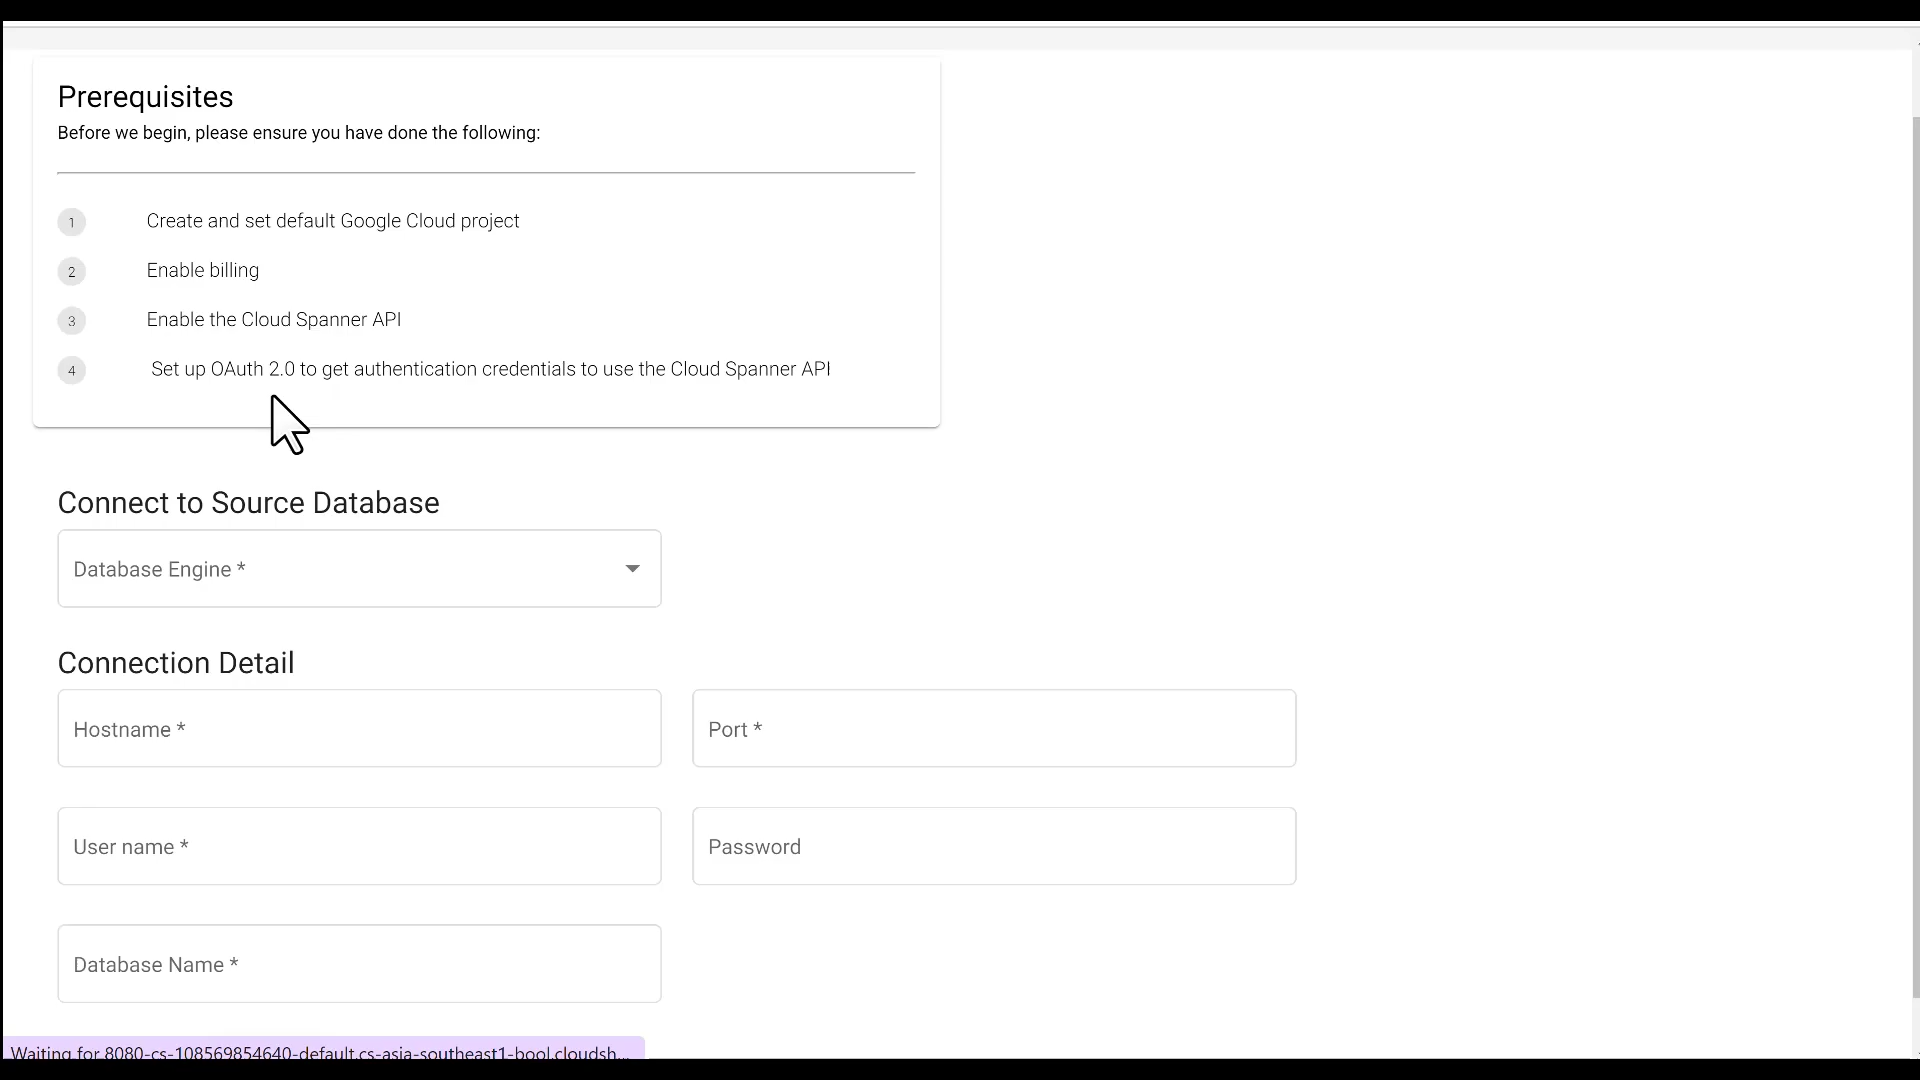 Prerequisites
Before we begin, please ensure you have done the following:
1 Create and set default Google Cloud project
2 Enable billing
3 Enable the Cloud Spanner API
4 Set up OAuth 2.0 to get authentication credentials to use the Cloud Spanner API
Connect to Source Database
Database Engine *
Connection Detail
Hostname *
Port *
User name *
Password
Database Name *
Waiting for 8080-cs-108569854640-default.cs-asia-southeast1-bool.cloudsh...